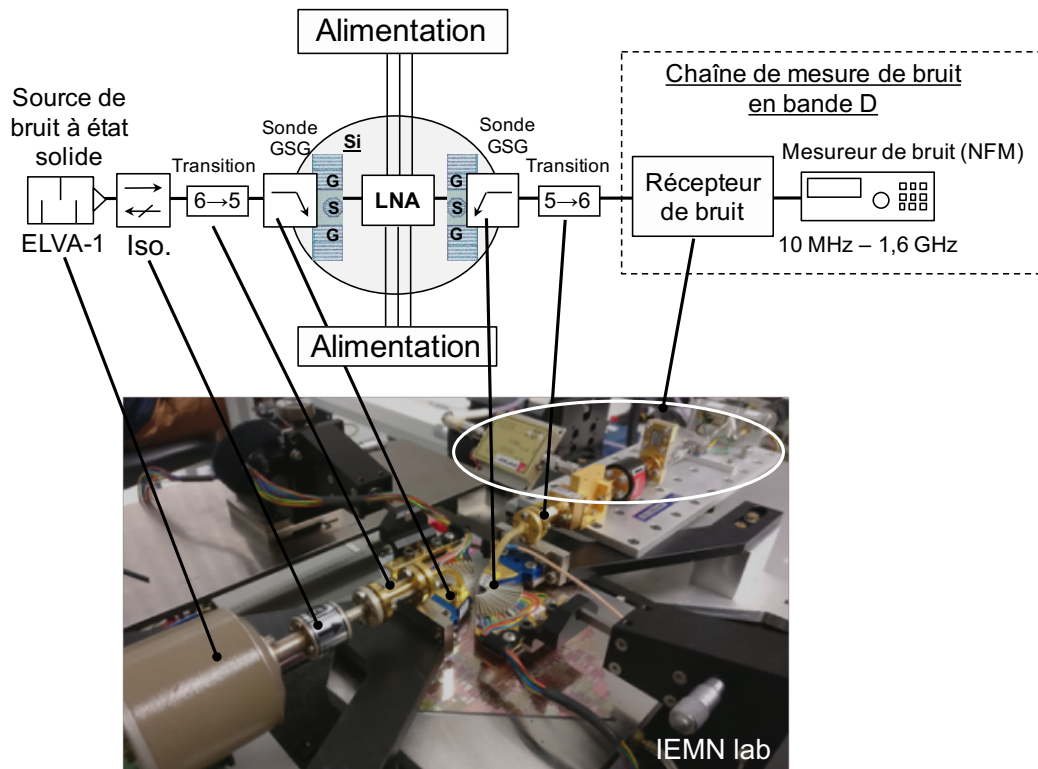 Alimentation
Chaîne de mesure de bruit
en bande D
Source de
bruit à état
solide
Sonde
GSG
Si
Sonde
GSG
Transition
Transition
Mesureur de bruit (NFM)
6→5
G
S
G
LNA
G
S
G
5→6
Récepteur
de bruit
ELVA-1
Iso.
10 MHz – 1,6 GHz
Alimentation
IEMN lab